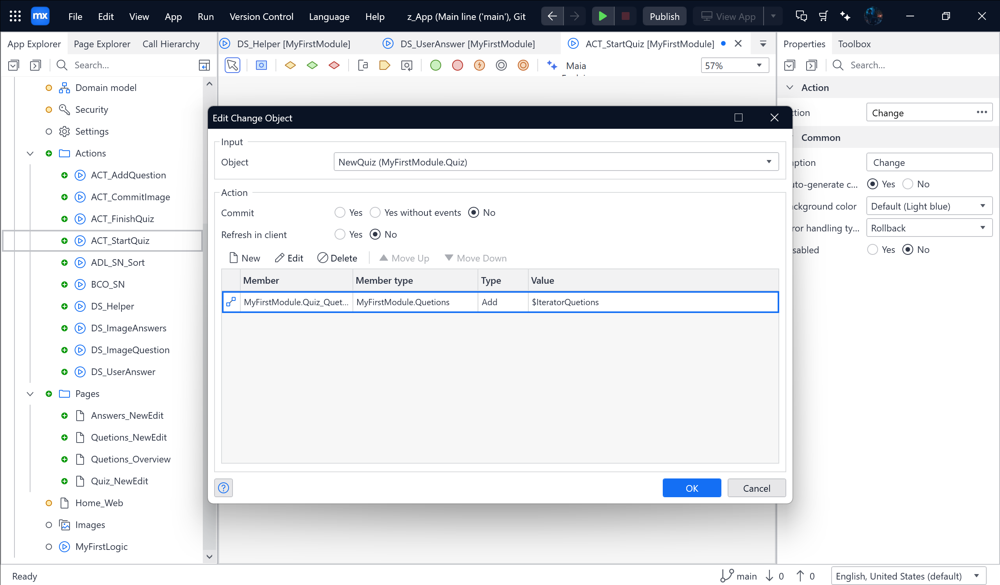 mx File Edit View App Run Version Control Language Help z_App (Main line ('main'), Git Publish View App
App Explorer Page Explorer Call Hierarchy
DS_Helper [MyFirstModule] DS_UserAnswer [MyFirstModule] ACT_StartQuiz [MyFirstModule]
Properties Toolbox
Search...
Maia
57%
Search...
Domain model
Security
Settings
Actions
ACT_AddQuestion
ACT_CommitImage
ACT_FinishQuiz
ACT_StartQuiz
ADL_SN_Sort
BCO_SN
DS_Helper
DS_ImageAnswers
DS_ImageQuestion
DS_UserAnswer
Pages
Answers_NewEdit
Quetions_NewEdit
Quetions_Overview
Quiz_NewEdit
Home_Web
Images
MyFirstLogic
Edit Change Object
Input
Object NewQuiz (MyFirstModule.Quiz)
Action
Commit Yes Yes without events No
Refresh in client Yes No
New Edit Delete Move Up Move Down
Member Member type Type Value
MyFirstModule.Quiz_Quet... MyFirstModule.Quetions Add $IteratorQuetions
OK Cancel
Action
ction Change
Common
aption Change
uto-generate c... Yes No
ackground color Default (Light blue)
rror handling ty... Rollback
isabled Yes No
Ready
main 0 0 English, United States (default)